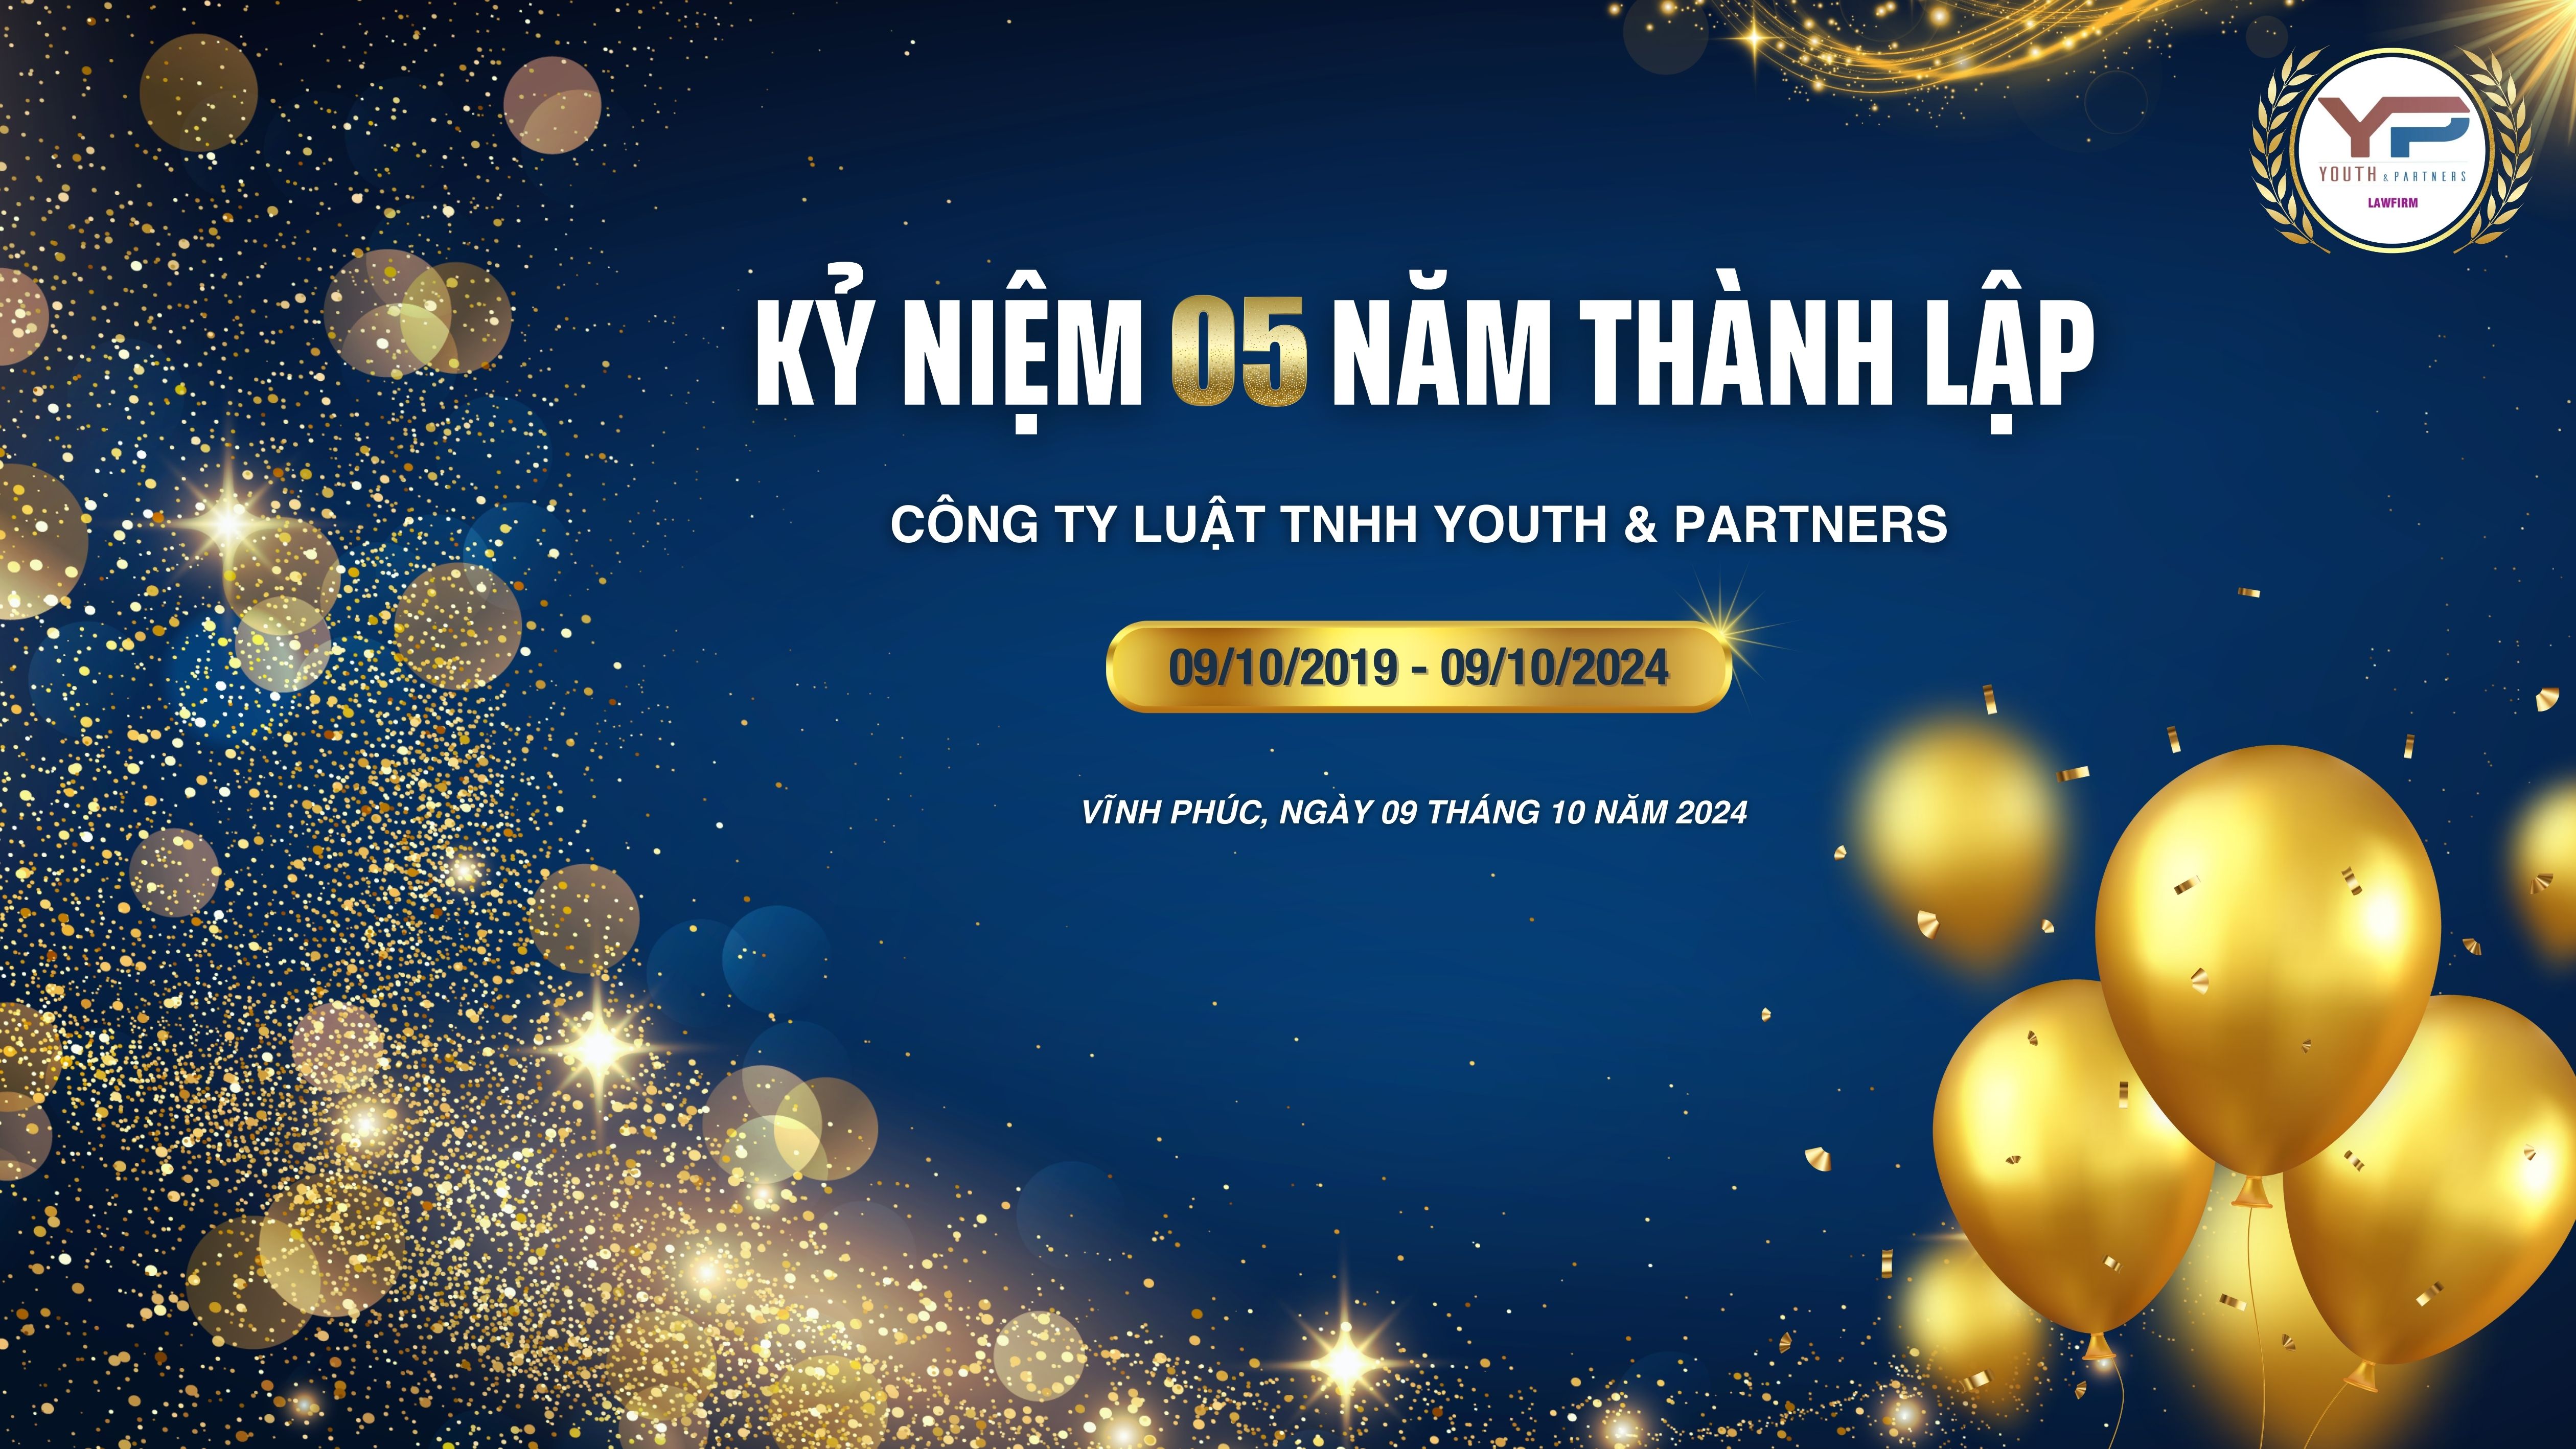 YP
YOUTH & PARTNERS
LAWFIRM
KỶ NIỆM 05 NĂM THÀNH LẬP
CÔNG TY LUẬT TNHH YOUTH & PARTNERS
09/10/2019 - 09/10/2024
VĨNH PHÚC, NGÀY 09 THÁNG 10 NĂM 2024